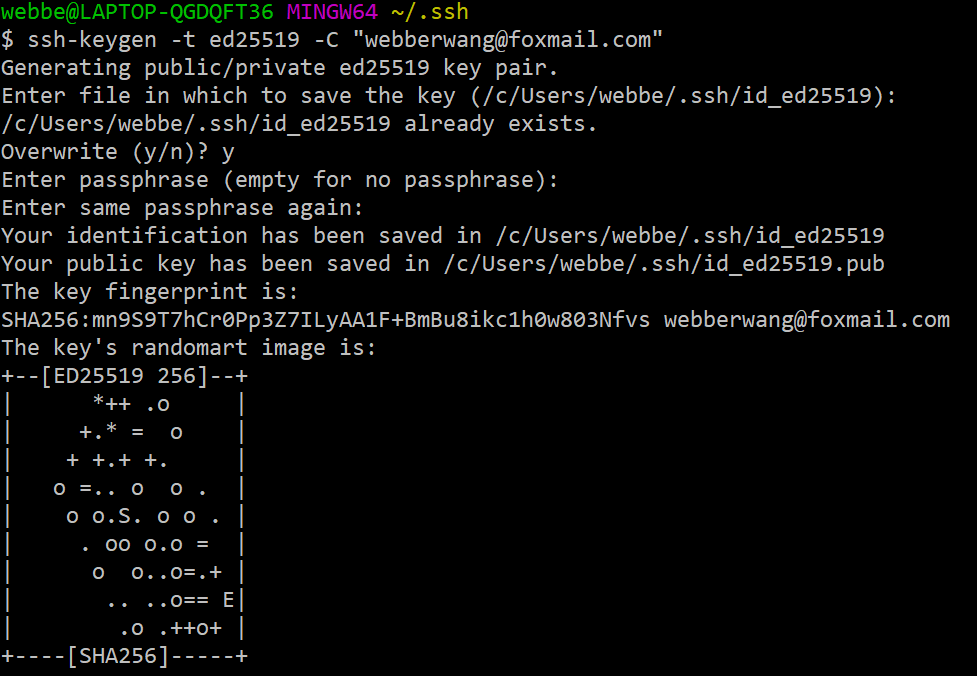 webbe@LAPTOP-QGDQFT36 MINGW64 ~/.ssh
$ ssh-keygen -t ed25519 -C "webberwang@foxmail.com"
Generating public/private ed25519 key pair.
Enter file in which to save the key (/c/Users/webbe/.ssh/id_ed25519):
/c/Users/webbe/.ssh/id_ed25519 already exists.
Overwrite (y/n)? y
Enter passphrase (empty for no passphrase):
Enter same passphrase again:
Your identification has been saved in /c/Users/webbe/.ssh/id_ed25519
Your public key has been saved in /c/Users/webbe/.ssh/id_ed25519.pub
The key fingerprint is:
SHA256:mn9S9T7hCr0Pp3Z7ILyAA1F+BmBu8ikc1h0w803Nfvs webberwang@foxmail.com
The key's randomart image is:
+--[ED25519 256]--+
|      *++ .o     |
|     +.* =  o    |
|    + +.+ +.     |
|   o =.. o  o .  |
|    o o.S. o o . |
|     . oo o.o =  |
|      o  o..o=.+ |
|       .. ..o== E|
|        .o .++o+ |
+----[SHA256]-----+